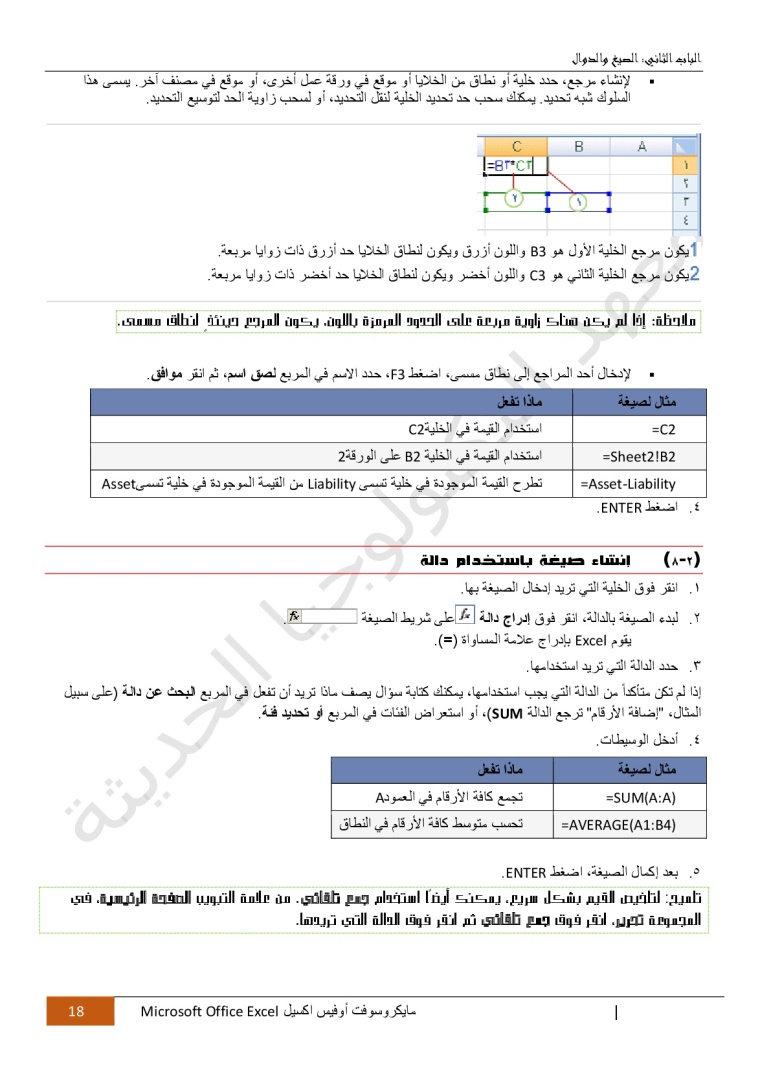 الباب الثاني: الصيغ والدوال
▪ لإنشاء مرجع، حدد خلية أو نطاق من الخلايا أو موقع في ورقة عمل أخرى، أو موقع في مصنف آخر. يسمى هذا
السلوك شبه تحديد. يمكنك سحب حد تحديد الخلية لنقل التحديد، أو لسحب زاوية الحد لتوسيع التحديد.
C B A
=B٣*C٣ ١
٢
٢ ١ ٣
٤
1يكون مرجع الخلية الأول هو B3 واللون أزرق ويكون لنطاق الخلايا حد أزرق ذات زوايا مربعة.
2يكون مرجع الخلية الثاني هو C3 واللون أخضر ويكون لنطاق الخلايا حد أخضر ذات زوايا مربعة.
ملاحظة: إذا لم يكن هناك زاوية مربعة على الحدود المرمزة باللون، يكون المرجع حينئذٍ لنطاق مسمى.
▪ لإدخال أحد المراجع إلى نطاق مسمى، اضغط F3، حدد الاسم في المربع لصق اسم، ثم انقر موافق.
مثال لصيغة ماذا تفعل
=C2 استخدام القيمة في الخليةC2
=Sheet2!B2 استخدام القيمة في الخلية B2 على الورقة2
=Asset-Liability تطرح القيمة الموجودة في خلية تسمى Liability من القيمة الموجودة في خلية تسمىAsset
٤. اضغط ENTER.
(٢-٨) إنشاء صيغة باستخدام دالة
١. انقر فوق الخلية التي تريد إدخال الصيغة بها.
٢. لبدء الصيغة بالدالة، انقر فوق إدراج دالة fx على شريط الصيغة fx.
يقوم Excel بإدراج علامة المساواة (=).
٣. حدد الدالة التي تريد استخدامها.
إذا لم تكن متأكداً من الدالة التي يجب استخدامها، يمكنك كتابة سؤال يصف ماذا تريد أن تفعل في المربع البحث عن دالة (على سبيل
المثال، "إضافة الأرقام" ترجع الدالة SUM)، أو استعراض الفئات في المربع أو تحديد فئة.
٤. أدخل الوسيطات.
مثال لصيغة ماذا تفعل
=SUM(A:A) تجمع كافة الأرقام في العمودA
=AVERAGE(A1:B4) تحسب متوسط كافة الأرقام في النطاق
٥. بعد إكمال الصيغة، اضغط ENTER.
تلميح: لتلخيص القيم بشكل سريع، يمكنك أيضًا استخدام جمع تلقائي. من علامة التبويب الصفحة الرئيسية، في
المجموعة تحرير، انقر فوق جمع تلقائي ثم انقر فوق الدالة التي تريدها.
| مايكروسوفت أوفيس اكسيل Microsoft Office Excel 18
معهد التكنولوجيا الحديثة